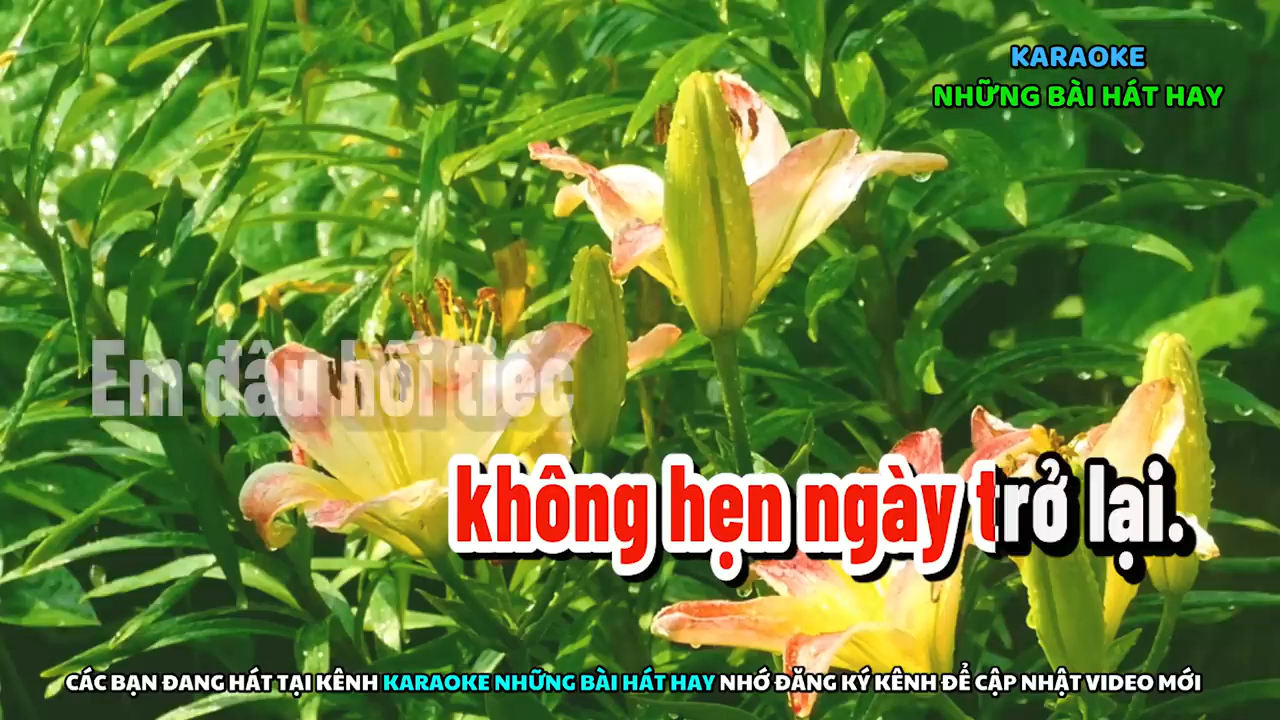 KARAOKE
NHỮNG BÀI HÁT HAY
Em đâu hối tiếc
không hẹn ngày trở lại.
CÁC BẠN ĐANG HÁT TẠI KÊNH KARAOKE NHỮNG BÀI HÁT HAY NHỚ ĐĂNG KÝ KÊNH ĐỂ CẬP NHẬT VIDEO MỚI